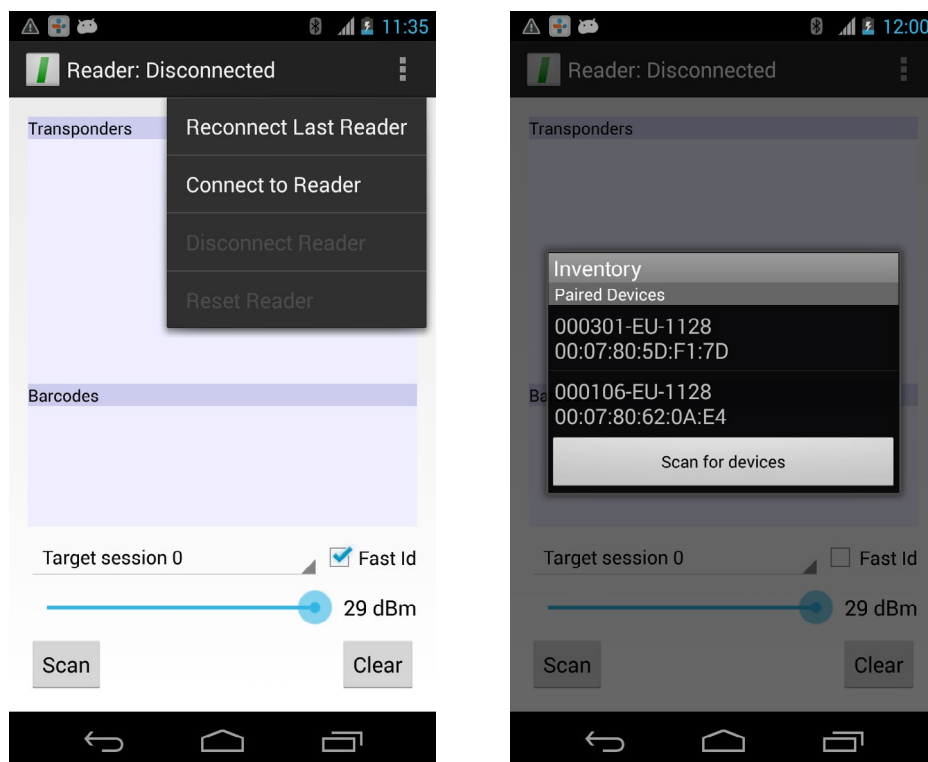 11:35
Reader: Disconnected
Transponders
Reconnect Last Reader
Connect to Reader
Disconnect Reader
Reset Reader
Barcodes
Target session 0
Fast Id
29 dBm
Scan
Clear
12:00
Reader: Disconnected
Transponders
Inventory
Paired Devices
000301-EU-1128
00:07:80:5D:F1:7D
Ba
000106-EU-1128
00:07:80:62:0A:E4
Scan for devices
Target session 0
Fast Id
29 dBm
Scan
Clear